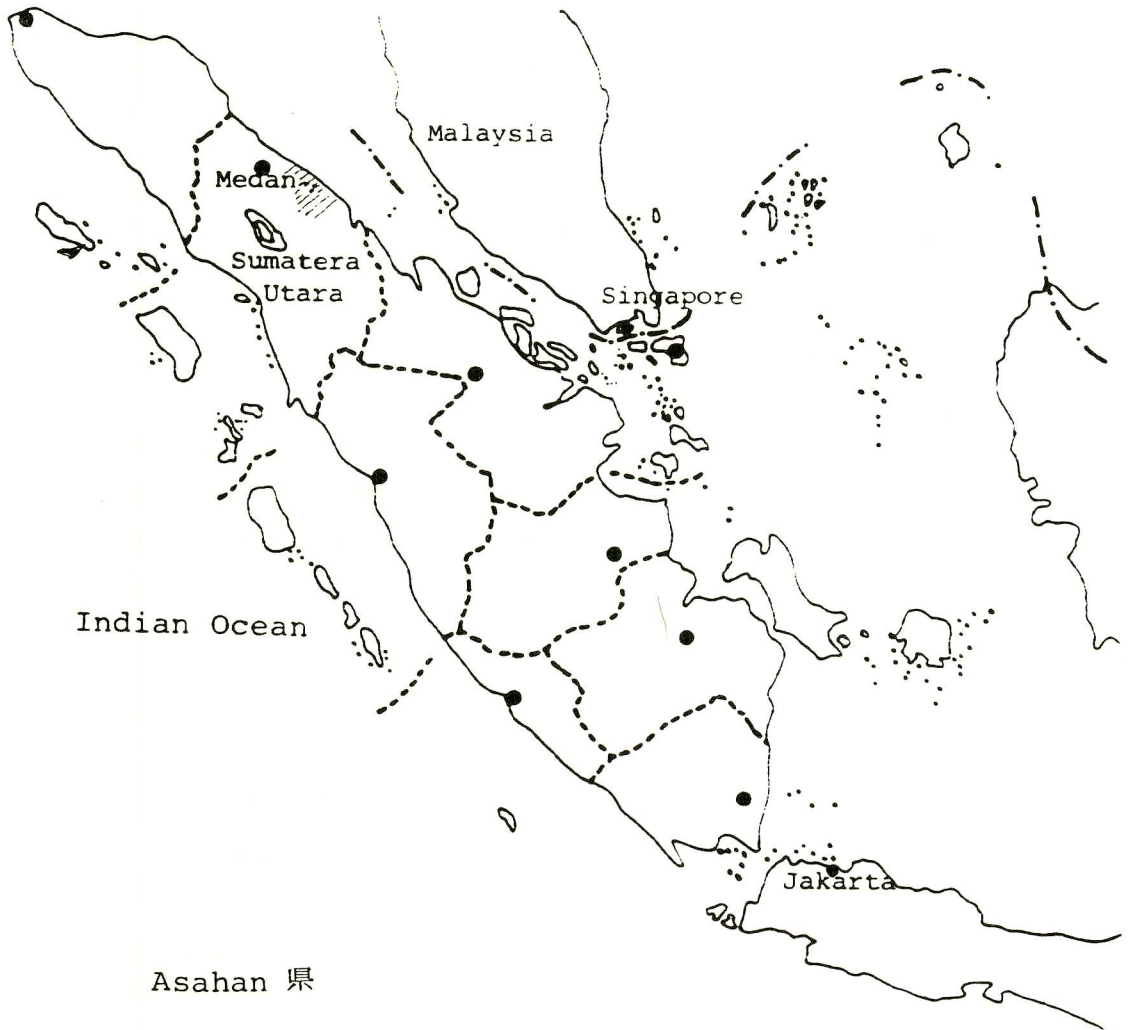 Malaysia
Medan
Sumatera
Utara
Singapore
Indian Ocean
Jakarta
Asahan 県